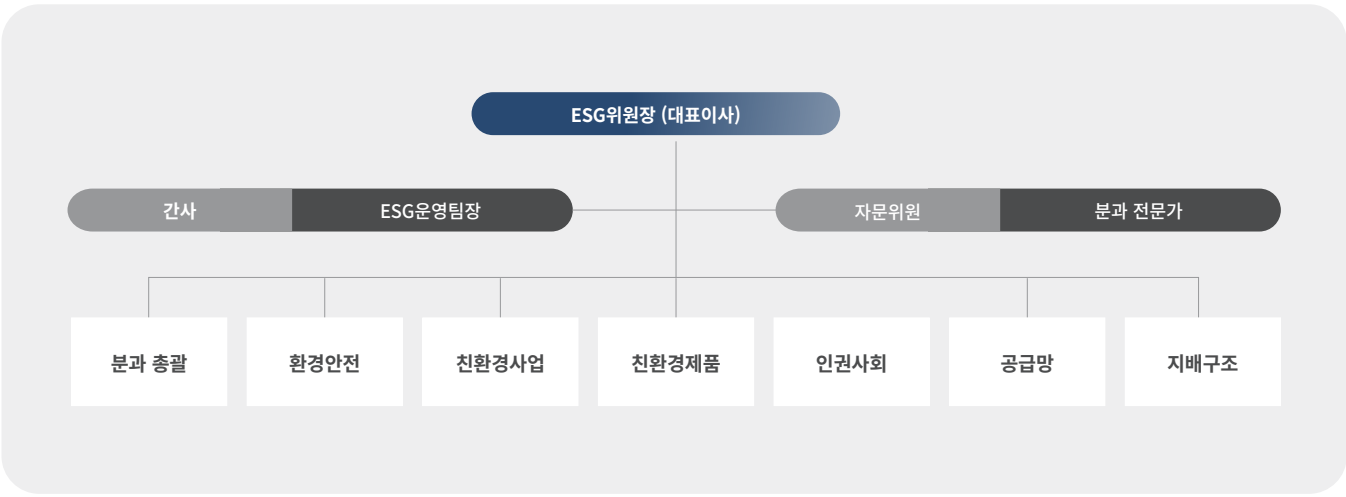 ESG위원장 (대표이사)
간사 ESG운영팀장
자문위원 분과 전문가
분과 총괄
환경안전
친환경사업
친환경제품
인권사회
공급망
지배구조